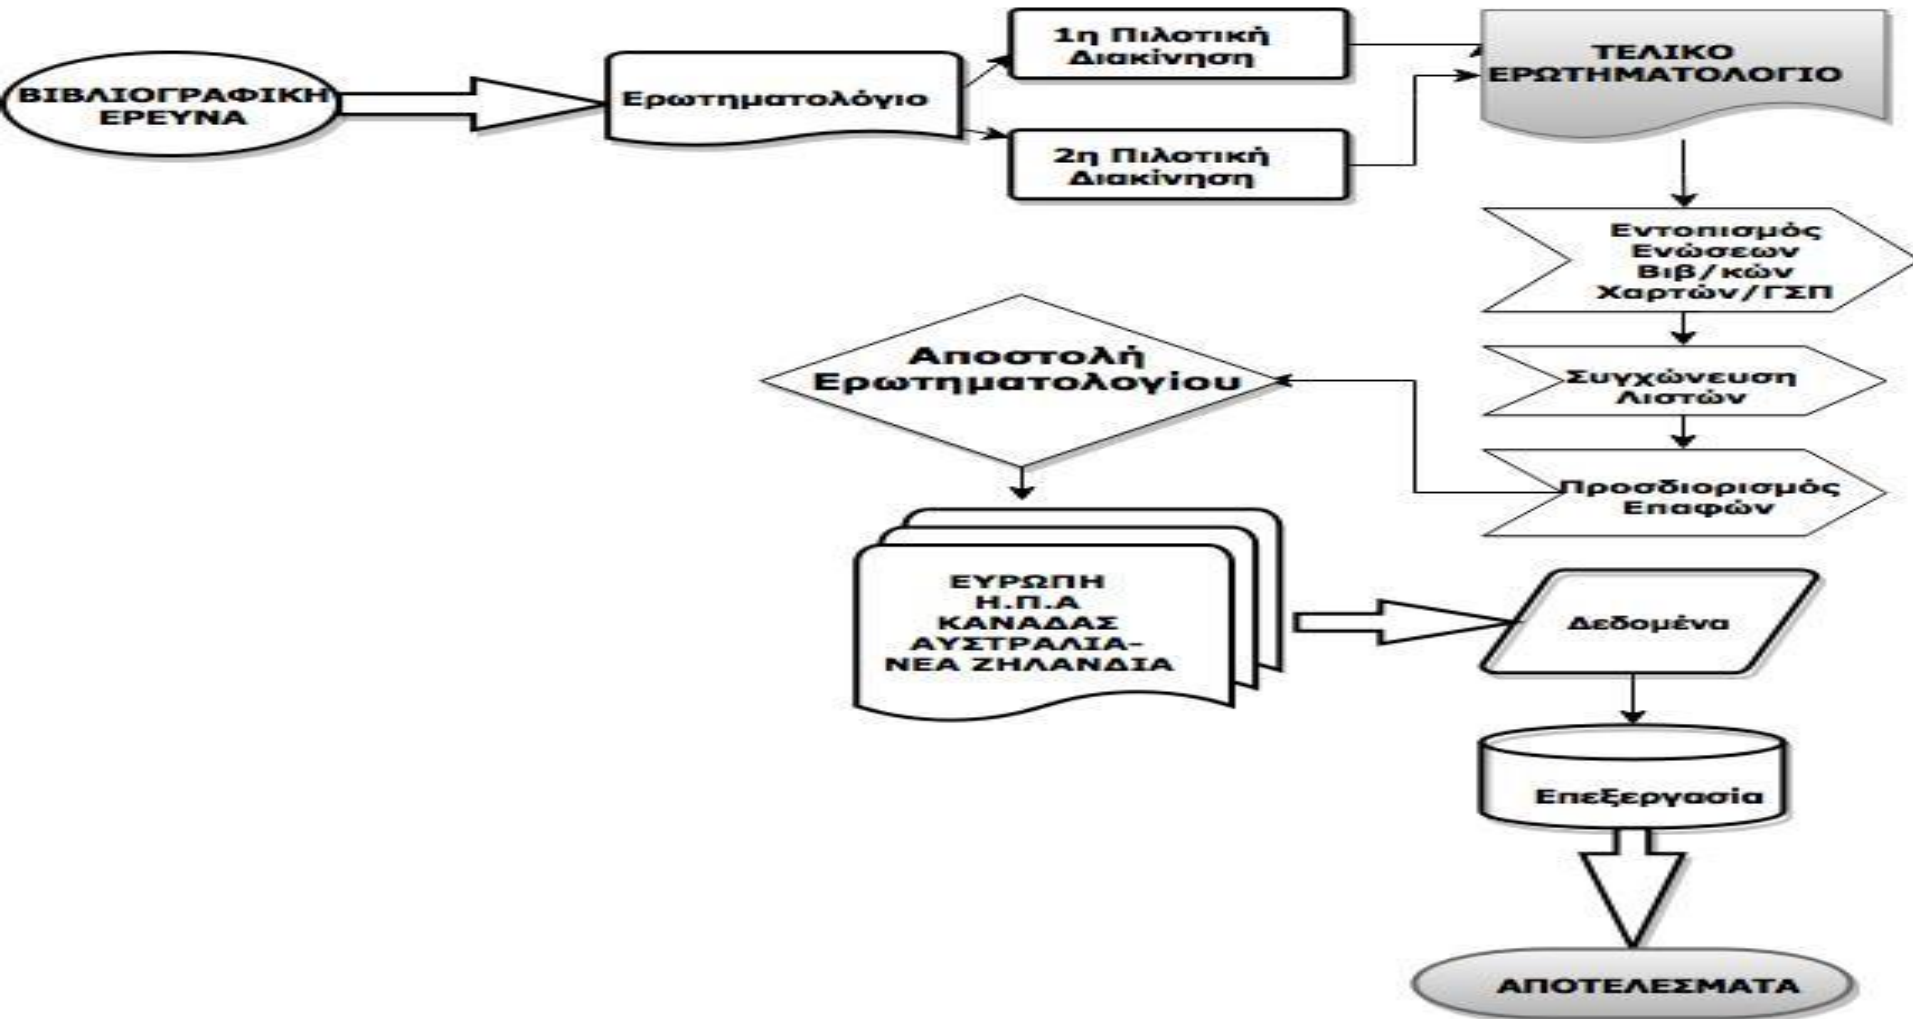 ΒΙΒΛΙΟΓΡΑΦΙΚΗ
ΕΡΕΥΝΑ
Ερωτηματολόγιο
1η Πιλοτική
Διακίνηση
2η Πιλοτική
Διακίνηση
ΤΕΛΙΚΟ
ΕΡΩΤΗΜΑΤΟΛΟΓΙΟ
Εντοπισμός
Ενώσεων
Βιβ/κών
Χαρτών/ΓΣΠ
Συγχώνευση
Λιστών
Προσδιορισμός
Επαφών
Αποστολή
Ερωτηματολογίου
ΕΥΡΩΠΗ
Η.Π.Α
ΚΑΝΑΔΑΣ
ΑΥΣΤΡΑΛΙΑ-
ΝΕΑ ΖΗΛΑΝΔΙΑ
Δεδομένα
Επεξεργασία
ΑΠΟΤΕΛΕΣΜΑΤΑ